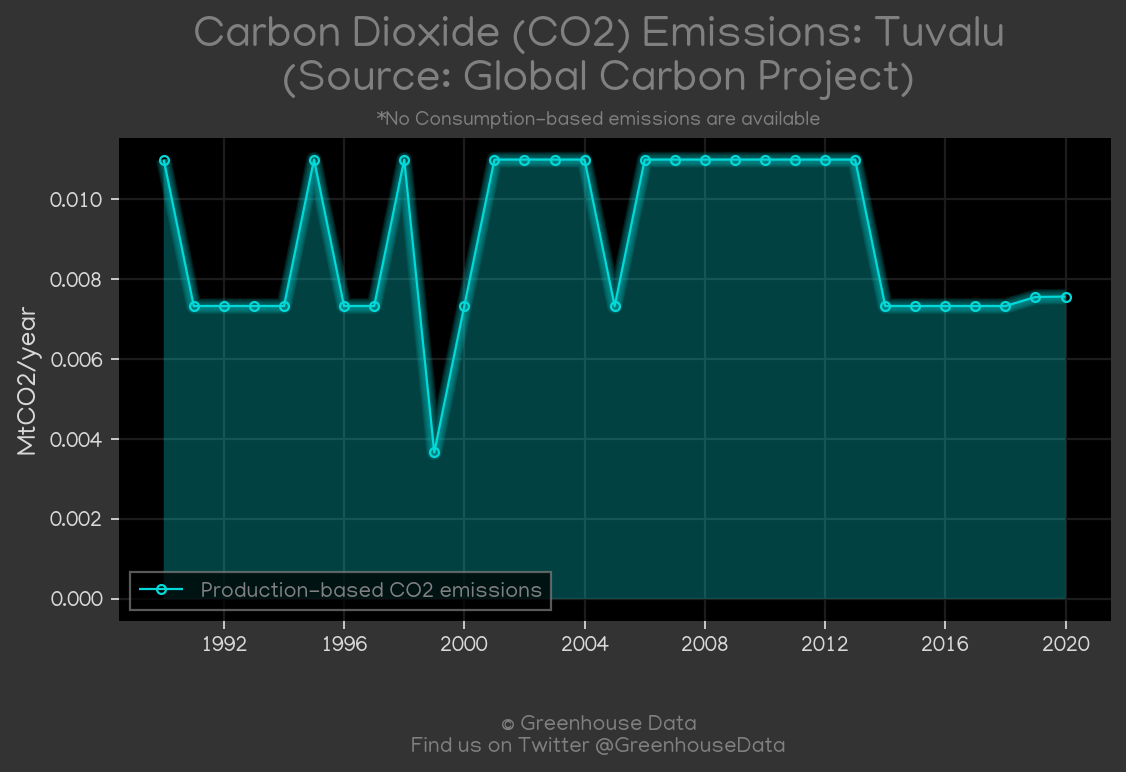 Carbon Dioxide (CO2) Emissions: Tuvalu
(Source: Global Carbon Project)
*No Consumption-based emissions are available
MtCO2/year
0.010
0.008
0.006
0.004
0.002
0.000
Production-based CO2 emissions
1992 1996 2000 2004 2008 2012 2016 2020
© Greenhouse Data
Find us on Twitter @GreenhouseData